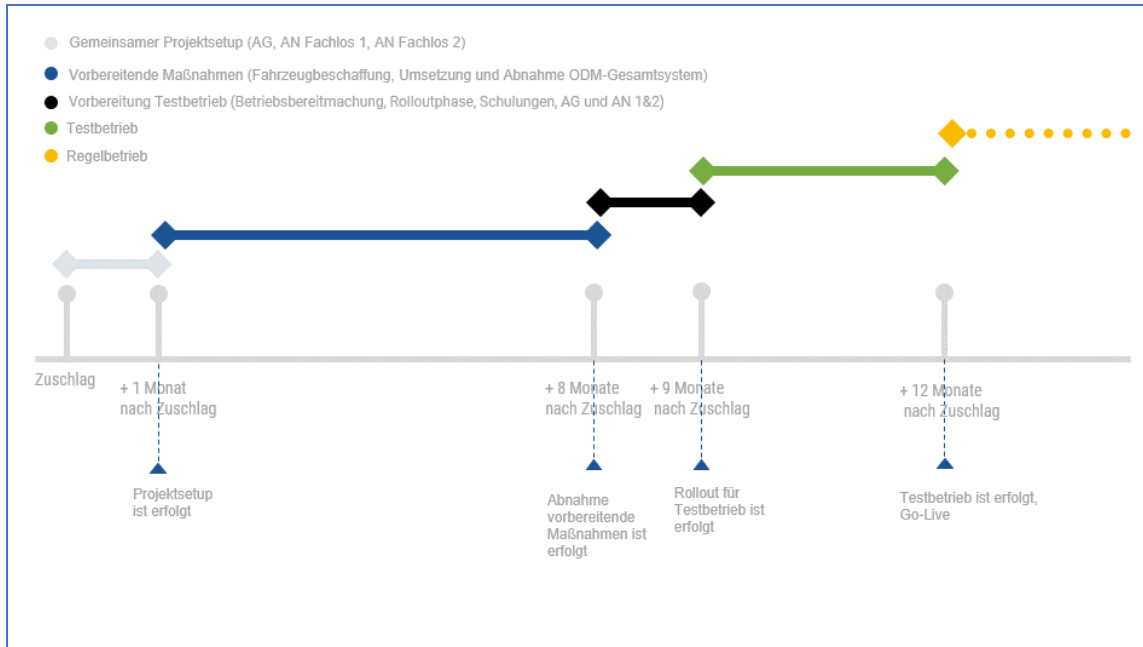 Gemeinsamer Projektsetup (AG, AN Fachlos 1, AN Fachlos 2)
Vorbereitende Maßnahmen (Fahrzeugbeschaffung, Umsetzung und Abnahme ODM-Gesamtsystem)
Vorbereitung Testbetrieb (Betriebsbereitmachung, Rolloutphase, Schulungen, AG und AN 1&2)
Testbetrieb
Regelbetrieb
Zuschlag
+ 1 Monat
nach Zuschlag
+ 8 Monate
nach Zuschlag
+ 9 Monate
nach Zuschlag
+ 12 Monate
nach Zuschlag
Projektsetup
ist erfolgt
Abnahme
vorbereitende
Maßnahmen ist
erfolgt
Rollout für
Testbetrieb ist
erfolgt
Testbetrieb ist erfolgt,
Go-Live